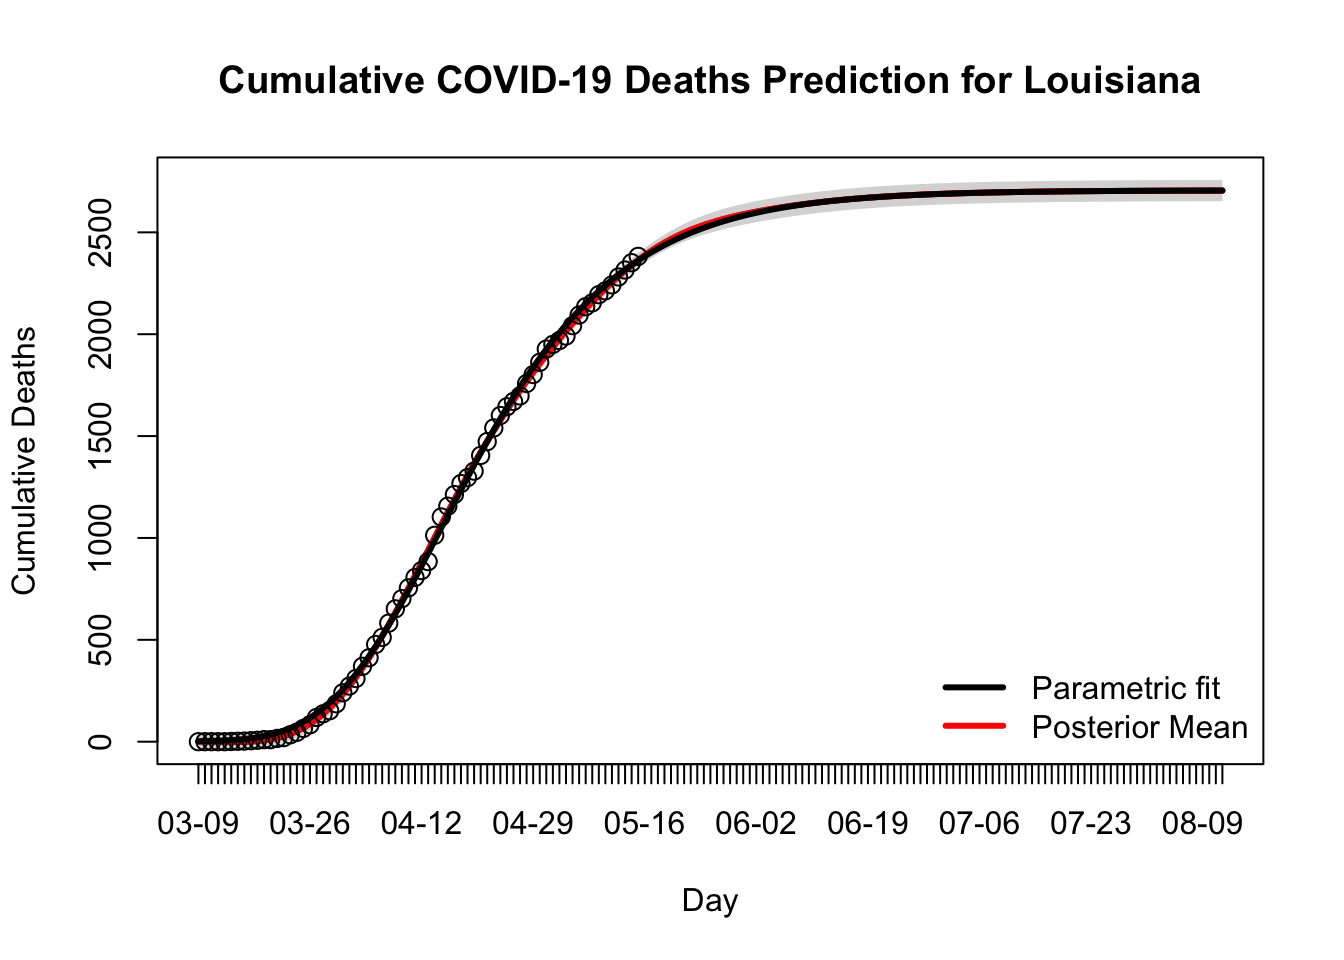 Cumulative COVID-19 Deaths Prediction for Louisiana
Cumulative Deaths
2500
2000
1500
1000
500
0
Parametric fit
Posterior Mean
03-09 03-26 04-12 04-29 05-16 06-02 06-19 07-06 07-23 08-09
Day